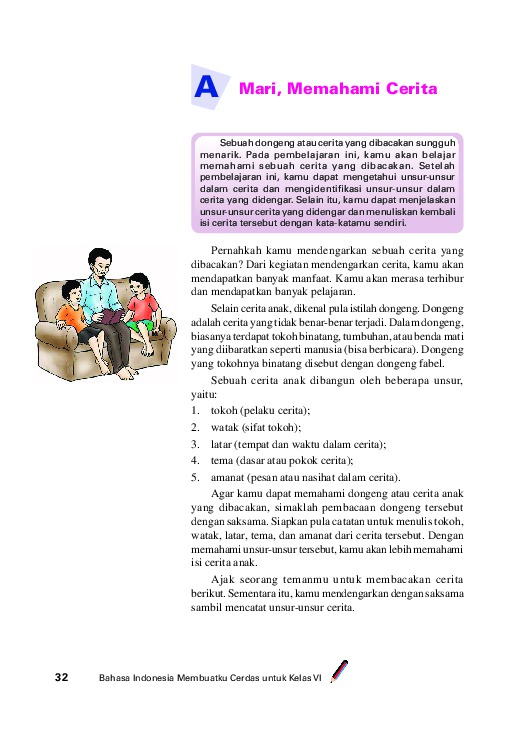 A
Mari, Memahami Cerita
Sebuah dongeng atau cerita yang dibacakan sungguh
menarik. Pada pembelajaran ini, kamu akan belajar
memahami sebuah cerita yang dibacakan. Setelah
pembelajaran ini, kamu dapat mengetahui unsur-unsur
dalam cerita dan mengidentifikasi unsur-unsur dalam
cerita yang didengar. Selain itu, kamu dapat menjelaskan
unsur-unsur cerita yang didengar dan menuliskan kembali
isi cerita tersebut dengan kata-katamu sendiri.
Pernahkah kamu mendengarkan sebuah cerita yang
dibacakan? Dari kegiatan mendengarkan cerita, kamu akan
mendapatkan banyak manfaat. Kamu akan merasa terhibur
dan mendapatkan banyak pelajaran.
Selain cerita anak, dikenal pula istilah dongeng. Dongeng
adalah cerita yang tidak benar-benar terjadi. Dalam dongeng,
biasanya terdapat tokoh binatang, tumbuhan, atau benda mati
yang diibaratkan seperti manusia (bisa berbicara). Dongeng
yang tokohnya binatang disebut dengan dongeng fabel.
Sebuah cerita anak dibangun oleh beberapa unsur,
yaitu:
1. tokoh (pelaku cerita);
2. watak (sifat tokoh);
3. latar (tempat dan waktu dalam cerita);
4. tema (dasar atau pokok cerita);
5. amanat (pesan atau nasihat dalam cerita).
Agar kamu dapat memahami dongeng atau cerita anak
yang dibacakan, simaklah pembacaan dongeng tersebut
dengan saksama. Siapkan pula catatan untuk menulis tokoh,
watak, latar, tema, dan amanat dari cerita tersebut. Dengan
memahami unsur-unsur tersebut, kamu akan lebih memahami
isi cerita anak.
Ajak seorang temanmu untuk membacakan cerita
berikut. Sementara itu, kamu mendengarkan dengan saksama
sambil mencatat unsur-unsur cerita.
32 Bahasa Indonesia Membuatku Cerdas untuk Kelas VI